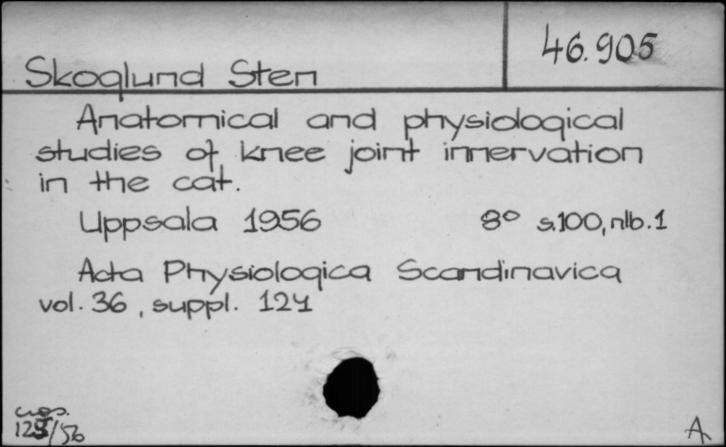 46.905
Skoglund Sten
Anatomical and physiological
studies of knee joint innervation
in the cat.
Uppsala 1956 8° s.100, nlb.1
Acta Physiologica Scandinavica
vol. 36, suppl. 124
/56
A